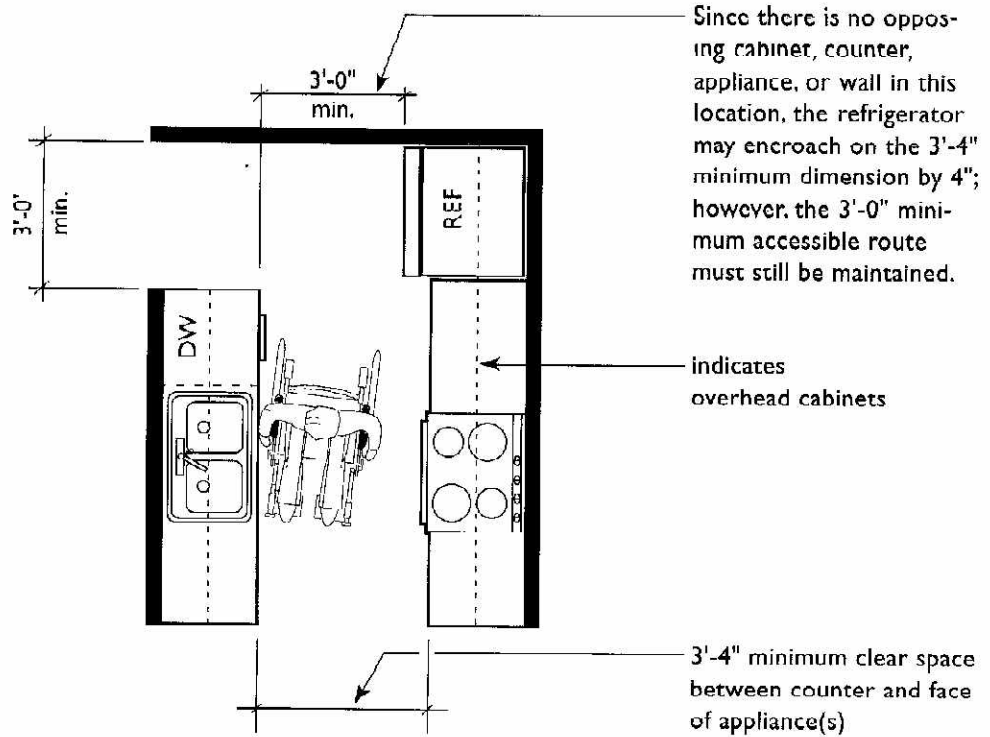 Since there is no oppos-
ing cabinet, counter,
appliance, or wall in this
location, the refrigerator
may encroach on the 3'-4"
minimum dimension by 4";
however, the 3'-0" mini-
mum accessible route
must still be maintained.
3'-0"
min.
3'-0"
min.
REF
DW
indicates
overhead cabinets
3'-4" minimum clear space
between counter and face
of appliance(s)